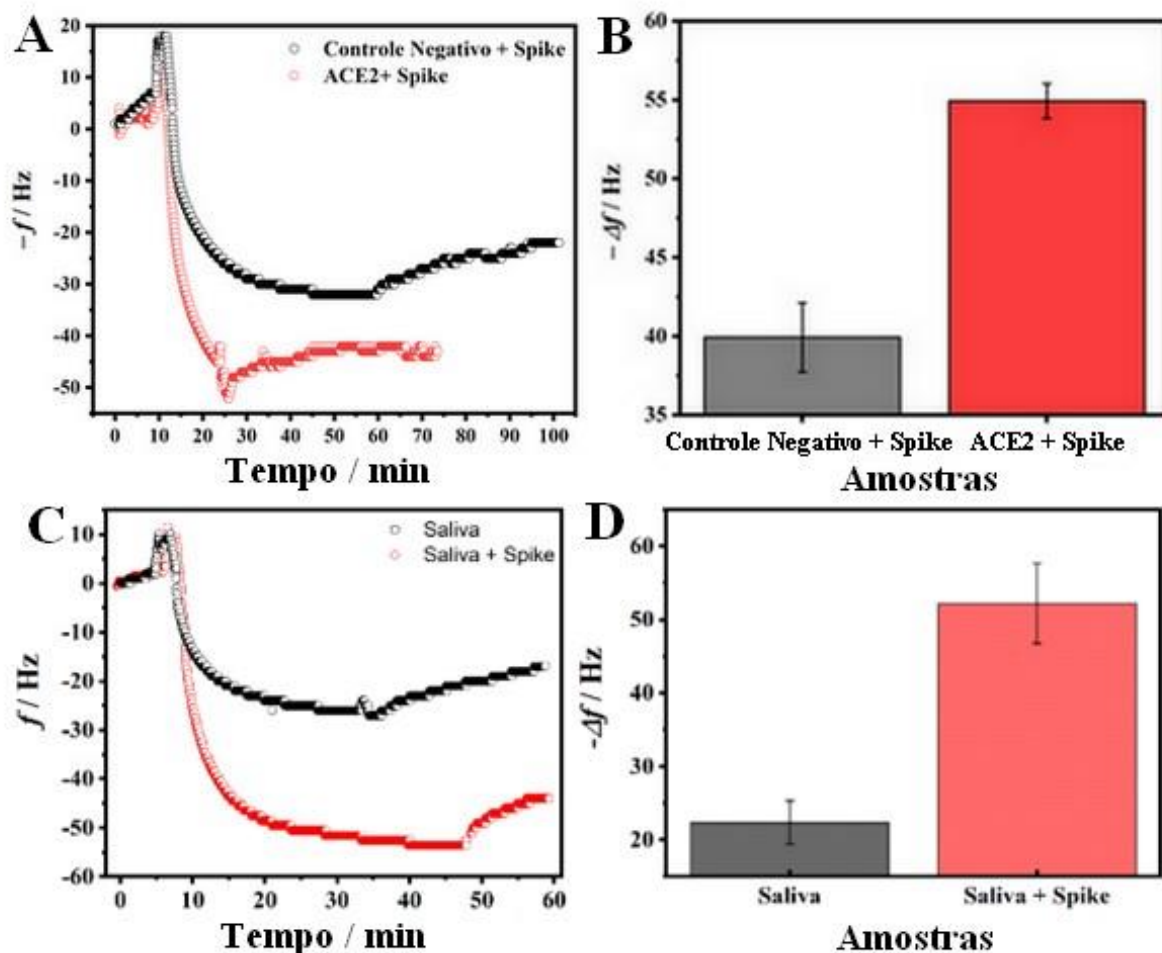 A
Controle Negativo + Spike
ACE2+ Spike
20
10
0
-10
-20
-30
-40
-50
– f / Hz
0 10 20 30 40 50 60 70 80 90 100
Tempo / min
B
60
55
50
45
40
35
– Δf / Hz
Controle Negativo + Spike ACE2 + Spike
Amostras
C
Saliva
Saliva + Spike
10
0
-10
-20
-30
-40
-50
-60
f / Hz
0 10 20 30 40 50 60
Tempo / min
D
60
50
40
30
20
-Δf / Hz
Saliva Saliva + Spike
Amostras